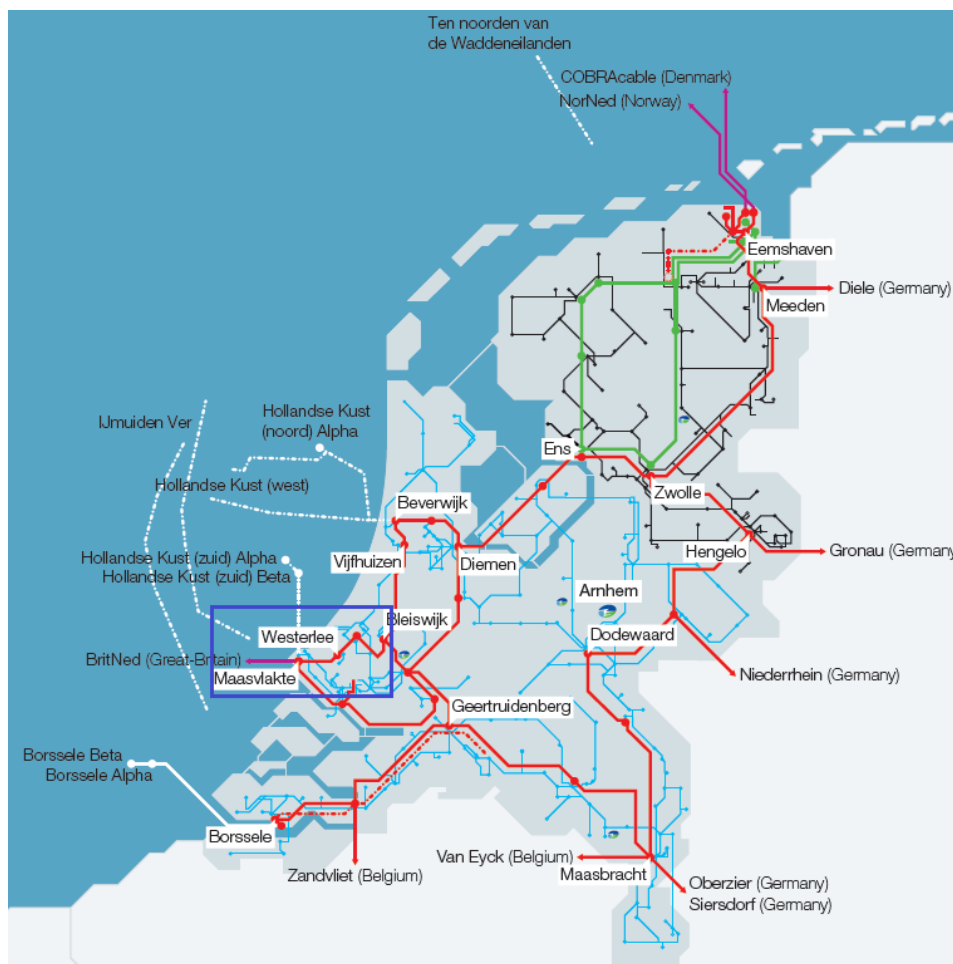 Ten noorden van
de Waddeneilanden
COBRAcable (Denmark)
NorNed (Norway)
Eemshaven
Diele (Germany)
Meeden
IJmuiden Ver
Hollandse Kust
(noord) Alpha
Ens
Hollandse Kust (west)
Zwolle
Beverwijk
Vijfhuizen
Diemen
Hengelo
Gronau (Germany
Hollandse Kust (zuid) Alpha
Hollandse Kust (zuid) Beta
Arnhem
Bleiswijk
Westerlee
Dodewaard
BritNed (Great-Britain)
Maasvlakte
Niederrhein (Germany)
Geertruidenberg
Borssele Beta
Borssele Alpha
Borssele
Zandvliet (Belgium)
Van Eyck (Belgium)
Maasbracht
Oberzier (Germany)
Siersdorf (Germany)